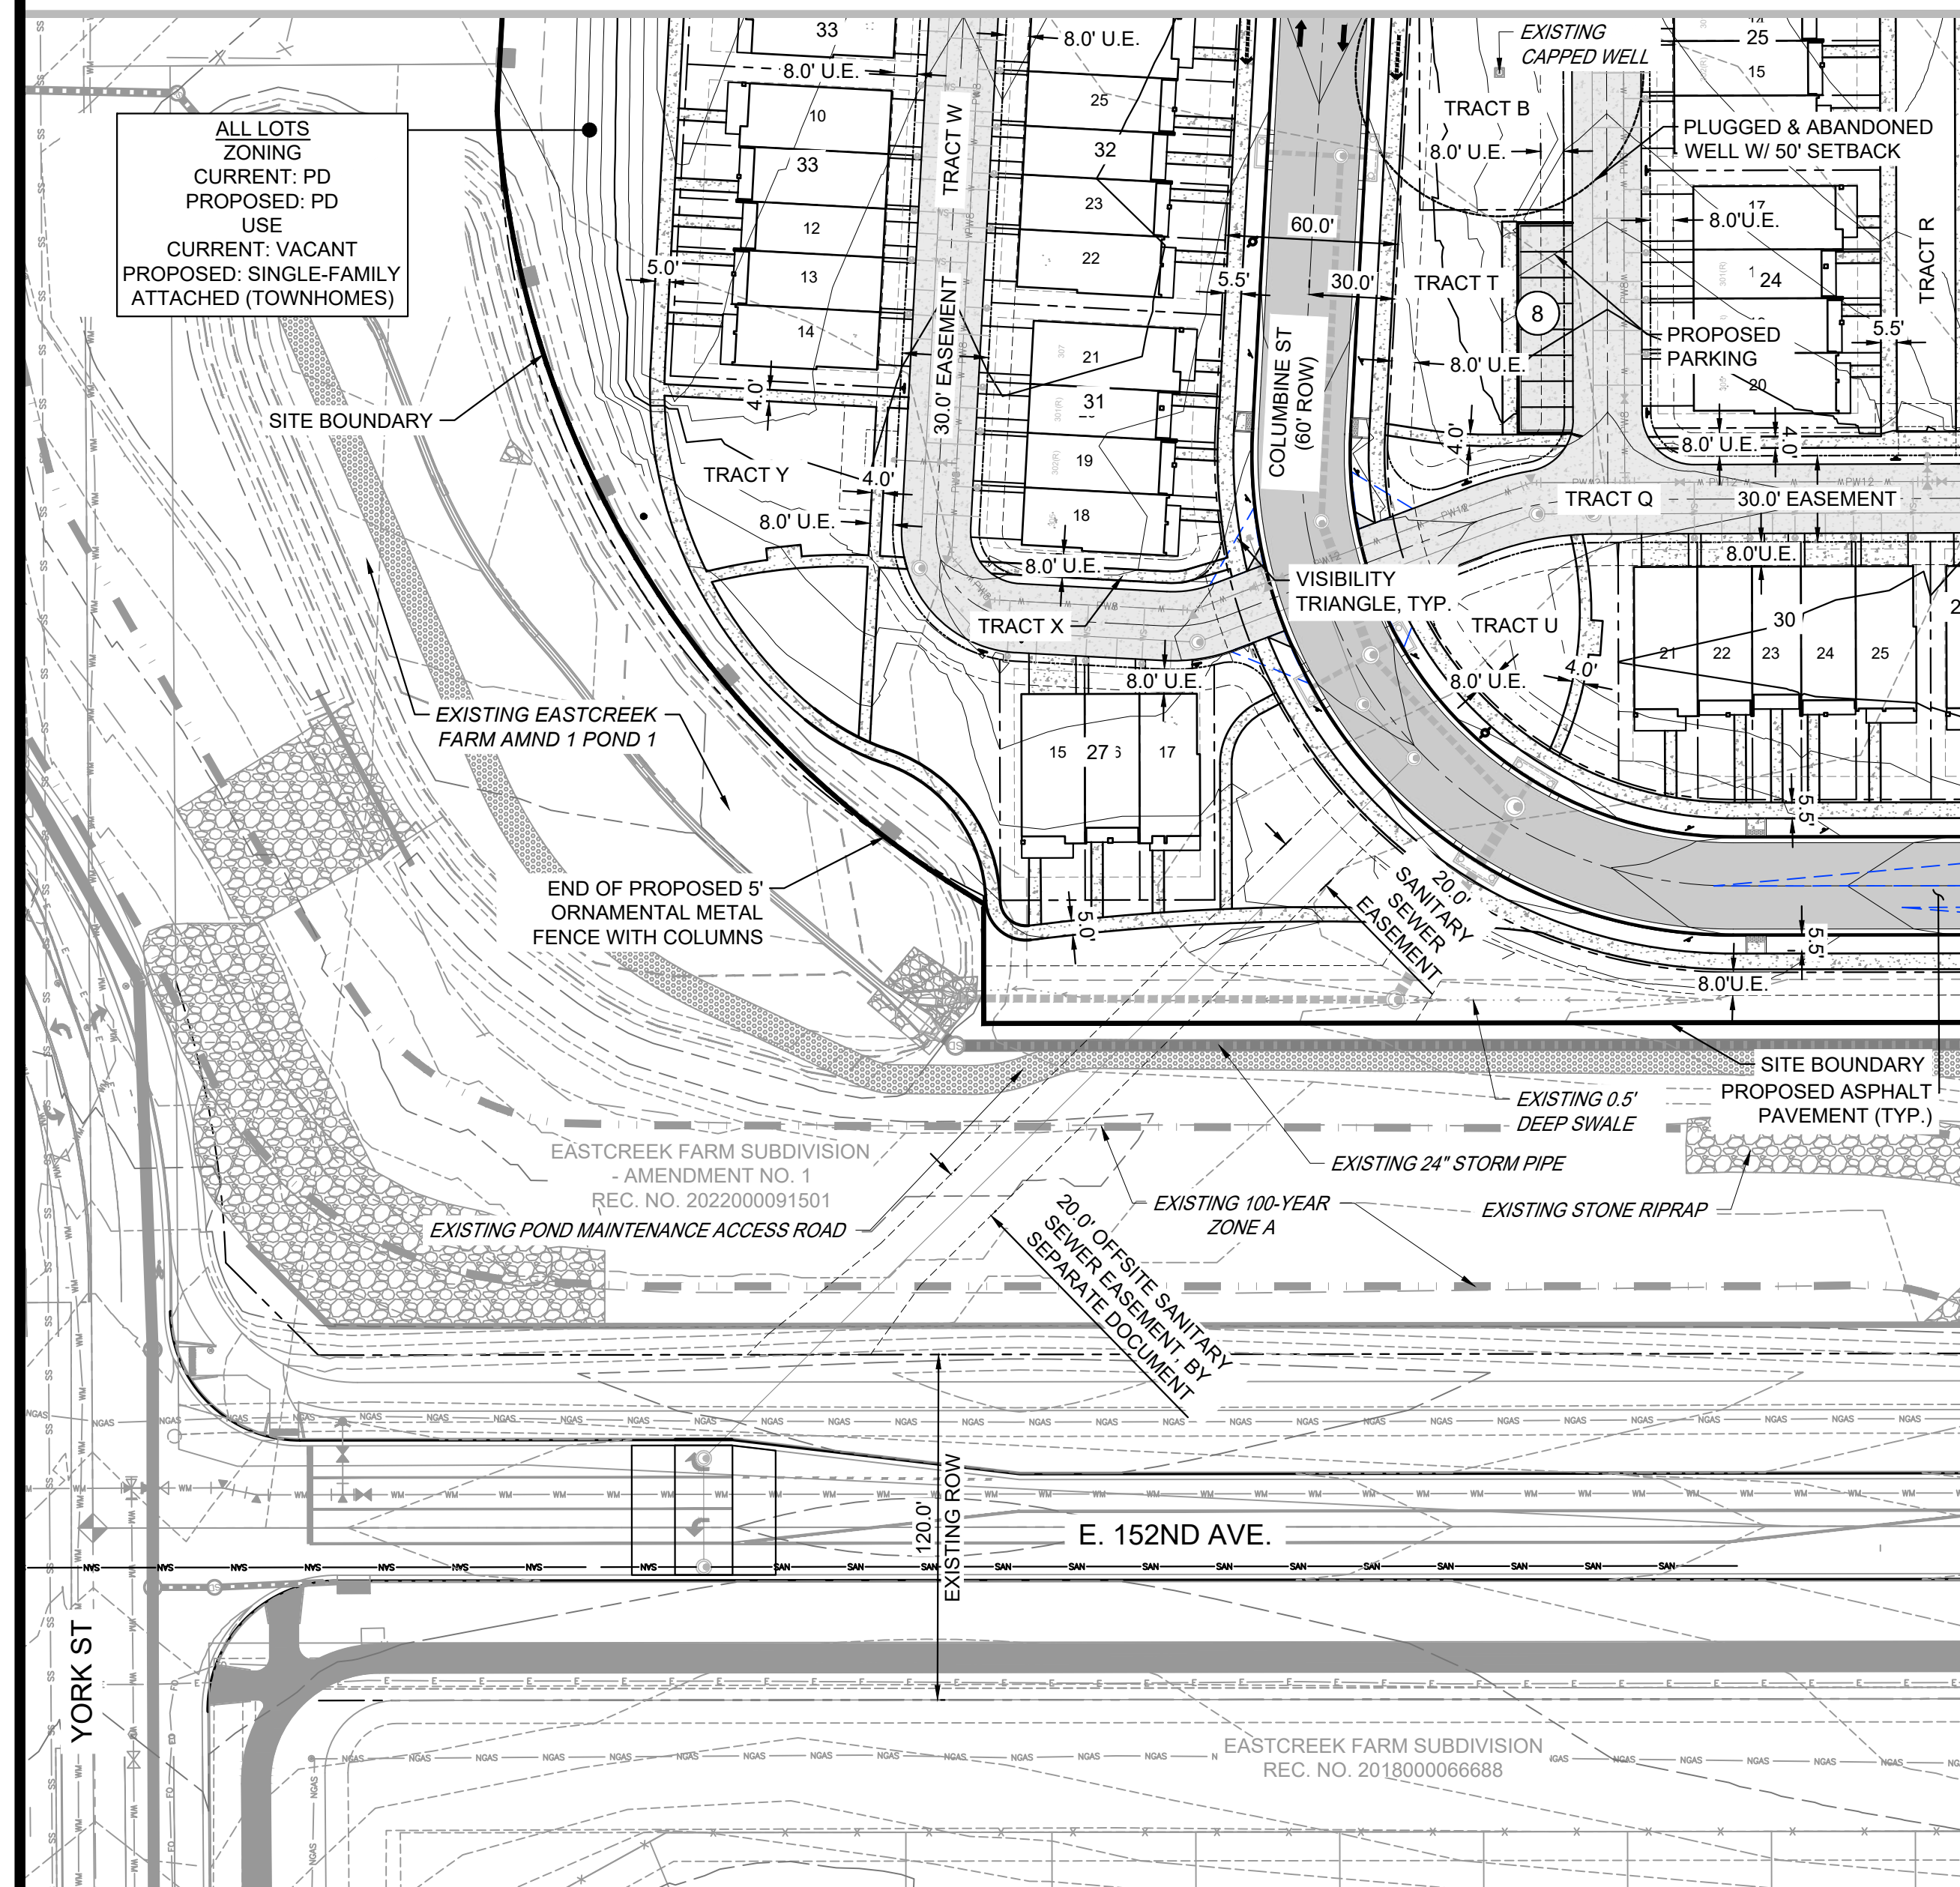 33
8.0' U.E.
8.0' U.E.
10
33
12
13
14
5.0'
4.0'
TRACT W
30.0' EASEMENT
25
32
23
22
21
31
19
18
ALL LOTS
ZONING
CURRENT: PD
PROPOSED: PD
USE
CURRENT: VACANT
PROPOSED: SINGLE-FAMILY
ATTACHED (TOWNHOMES)
SITE BOUNDARY
TRACT Y
4.0'
8.0' U.E.
8.0' U.E.
TRACT X
60.0'
5.5'
30.0'
COLUMBINE ST
(60' ROW)
EXISTING
CAPPED WELL
TRACT B
8.0' U.E.
PLUGGED & ABANDONED
WELL W/ 50' SETBACK
25
15
17
8.0'U.E.
24
TRACT R
TRACT T
8
PROPOSED
PARKING
5.5'
8.0' U.E.
20
4.0'
8.0' U.E.
4.0'
TRACT Q
30.0' EASEMENT
8.0'U.E.
VISIBILITY
TRIANGLE, TYP.
TRACT U
4.0'
8.0' U.E.
30
21
22
23
24
25
8.0' U.E.
15
27
17
EXISTING EASTCREEK
FARM AMND 1 POND 1
END OF PROPOSED 5'
ORNAMENTAL METAL
FENCE WITH COLUMNS
5.0'
20.0'
SANITARY
SEWER
EASEMENT
5.5'
5.5'
8.0'U.E.
SITE BOUNDARY
PROPOSED ASPHALT
PAVEMENT (TYP.)
EXISTING 0.5'
DEEP SWALE
EXISTING 24" STORM PIPE
EXISTING STONE RIPRAP
EXISTING 100-YEAR
ZONE A
EASTCREEK FARM SUBDIVISION
- AMENDMENT NO. 1
REC. NO. 2022000091501
EXISTING POND MAINTENANCE ACCESS ROAD
20.0' OFFSITE SANITARY
SEWER EASEMENT, BY
SEPARATE DOCUMENT
120.0'
EXISTING ROW
E. 152ND AVE.
YORK ST
EASTCREEK FARM SUBDIVISION
REC. NO. 2018000066688